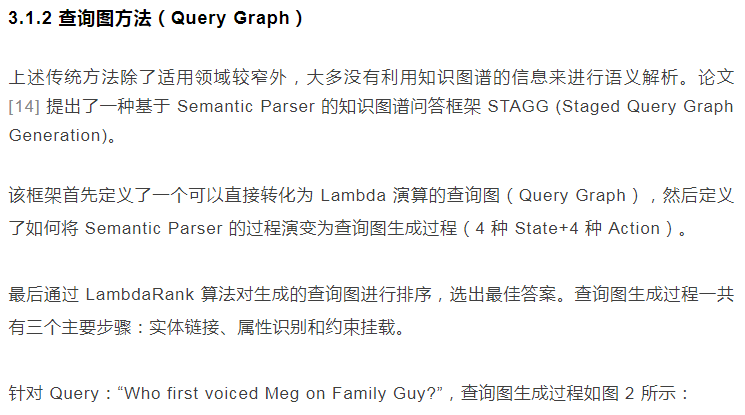 3.1.2 查询图方法（Query Graph）
上述传统方法除了适用领域较窄外，大多没有利用知识图谱的信息来进行语义解析。论文
[14] 提出了一种基于 Semantic Parser 的知识图谱问答框架 STAGG (Staged Query Graph
Generation)。
该框架首先定义了一个可以直接转化为 Lambda 演算的查询图（Query Graph），然后定义
了如何将 Semantic Parser 的过程演变为查询图生成过程（4 种 State+4 种 Action）。
最后通过 LambdaRank 算法对生成的查询图进行排序，选出最佳答案。查询图生成过程一共
有三个主要步骤：实体链接、属性识别和约束挂载。
针对 Query：“Who first voiced Meg on Family Guy?”，查询图生成过程如图 2 所示：